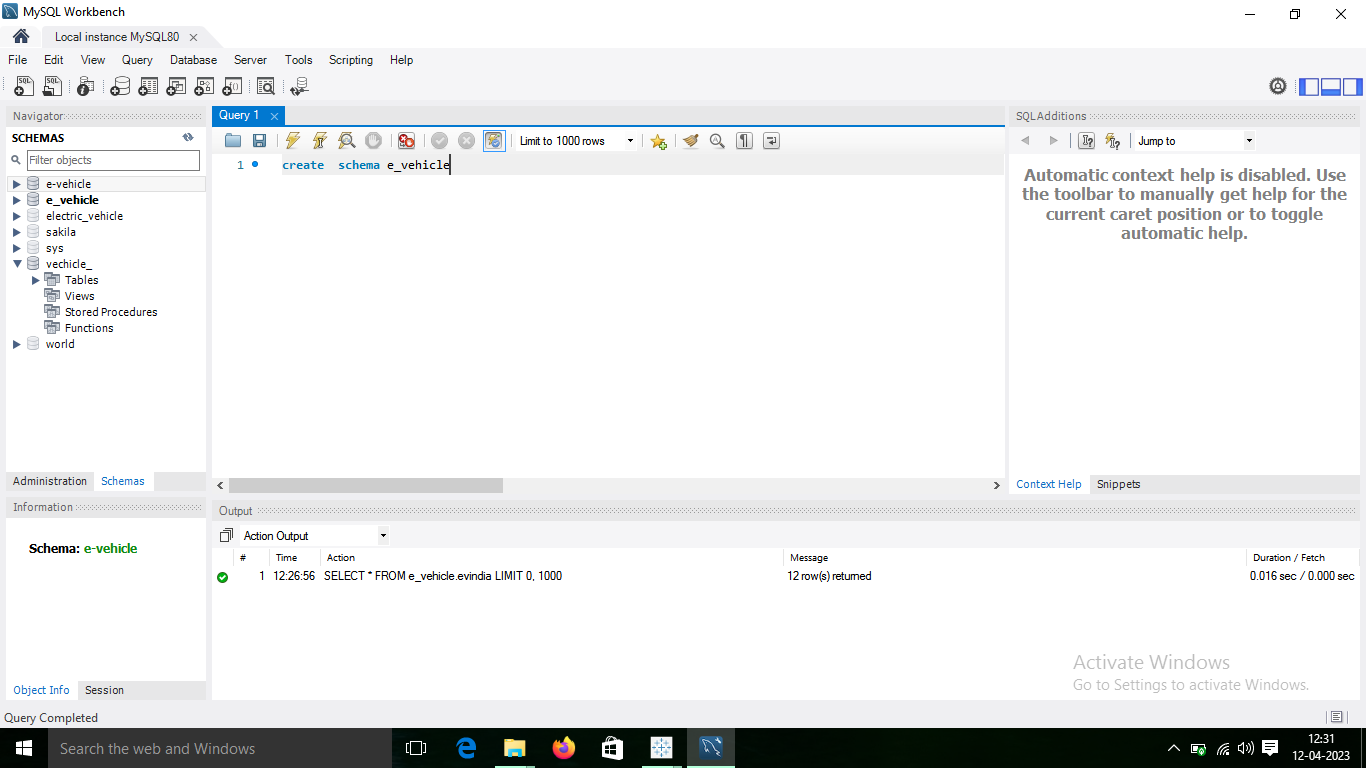 MySQL Workbench
Local instance MySQL80
File Edit View Query Database Server Tools Scripting Help
Navigator
SCHEMAS
Filter objects
e-vehicle
e_vehicle
electric_vehicle
sakila
sys
vechicle_
Tables
Views
Stored Procedures
Functions
world
Administration Schemas
Information
Schema: e-vehicle
Object Info Session
Query 1
Limit to 1000 rows
1 create schema e_vehicle
SQLAdditions
Jump to
Automatic context help is disabled. Use
the toolbar to manually get help for the
current caret position or to toggle
automatic help.
Context Help Snippets
Output
Action Output
# Time Action Message Duration / Fetch
1 12:26:56 SELECT * FROM e_vehicle.evindia LIMIT 0, 1000 12 row(s) returned 0.016 sec / 0.000 sec
Activate Windows
Go to Settings to activate Windows.
Query Completed
Search the web and Windows
12:31
12-04-2023